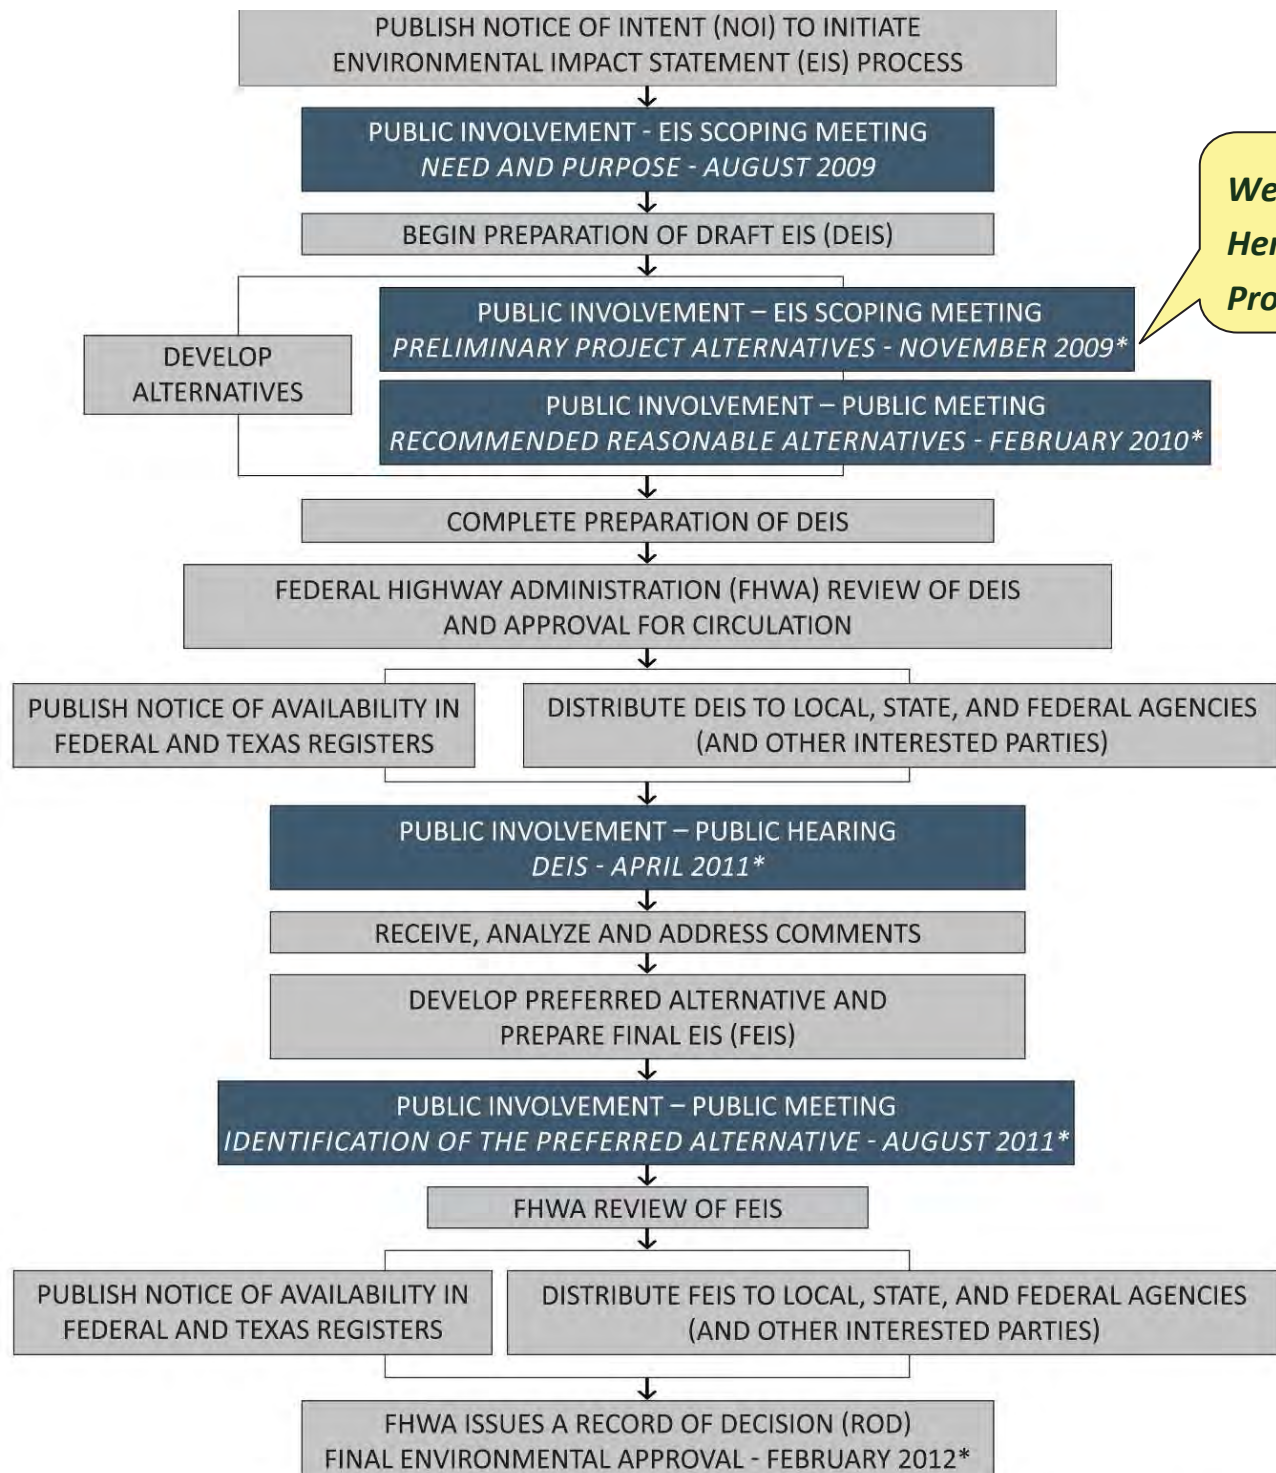 PUBLISH NOTICE OF INTENT (NOI) TO INITIATE
ENVIRONMENTAL IMPACT STATEMENT (EIS) PROCESS
PUBLIC INVOLVEMENT - EIS SCOPING MEETING
NEED AND PURPOSE - AUGUST 2009
We
Her
Pro
BEGIN PREPARATION OF DRAFT EIS (DEIS)
PUBLIC INVOLVEMENT – EIS SCOPING MEETING
PRELIMINARY PROJECT ALTERNATIVES - NOVEMBER 2009*
DEVELOP
ALTERNATIVES
PUBLIC INVOLVEMENT – PUBLIC MEETING
RECOMMENDED REASONABLE ALTERNATIVES - FEBRUARY 2010*
COMPLETE PREPARATION OF DEIS
FEDERAL HIGHWAY ADMINISTRATION (FHWA) REVIEW OF DEIS
AND APPROVAL FOR CIRCULATION
PUBLISH NOTICE OF AVAILABILITY IN
FEDERAL AND TEXAS REGISTERS
DISTRIBUTE DEIS TO LOCAL, STATE, AND FEDERAL AGENCIES
(AND OTHER INTERESTED PARTIES)
PUBLIC INVOLVEMENT – PUBLIC HEARING
DEIS - APRIL 2011*
RECEIVE, ANALYZE AND ADDRESS COMMENTS
DEVELOP PREFERRED ALTERNATIVE AND
PREPARE FINAL EIS (FEIS)
PUBLIC INVOLVEMENT – PUBLIC MEETING
IDENTIFICATION OF THE PREFERRED ALTERNATIVE - AUGUST 2011*
FHWA REVIEW OF FEIS
PUBLISH NOTICE OF AVAILABILITY IN
FEDERAL AND TEXAS REGISTERS
DISTRIBUTE FEIS TO LOCAL, STATE, AND FEDERAL AGENCIES
(AND OTHER INTERESTED PARTIES)
FHWA ISSUES A RECORD OF DECISION (ROD)
FINAL ENVIRONMENTAL APPROVAL - FEBRUARY 2012*